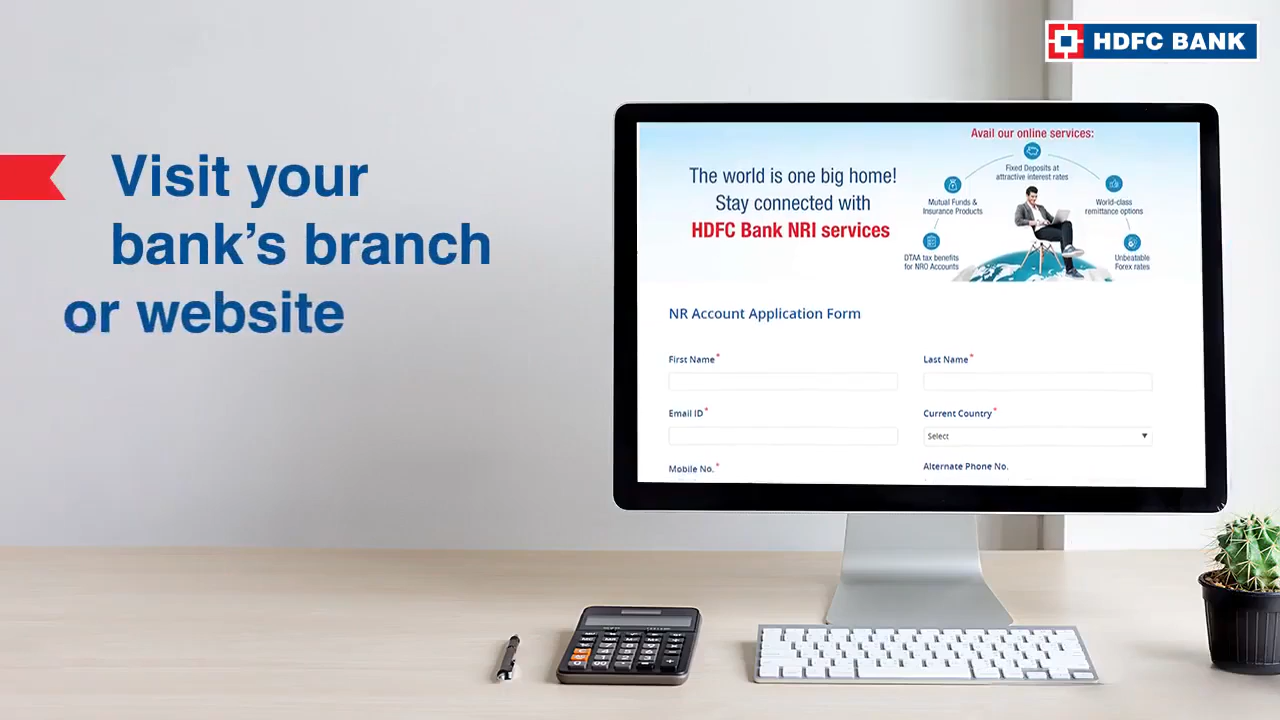 HDFC BANK
Visit your
bank's branch
or website
The world is one big home!
Stay connected with
HDFC Bank NRI services
Avail our online services:
Fixed Deposits at
attractive interest rates
Mutual Funds &
Insurance Products
World-class
remittance options
DTAA tax benefits
for NRO Accounts
Unbeatable
Forex rates
NR Account Application Form
First Name*
Last Name*
Email ID*
Current Country*
Select
Mobile No.*
Alternate Phone No.